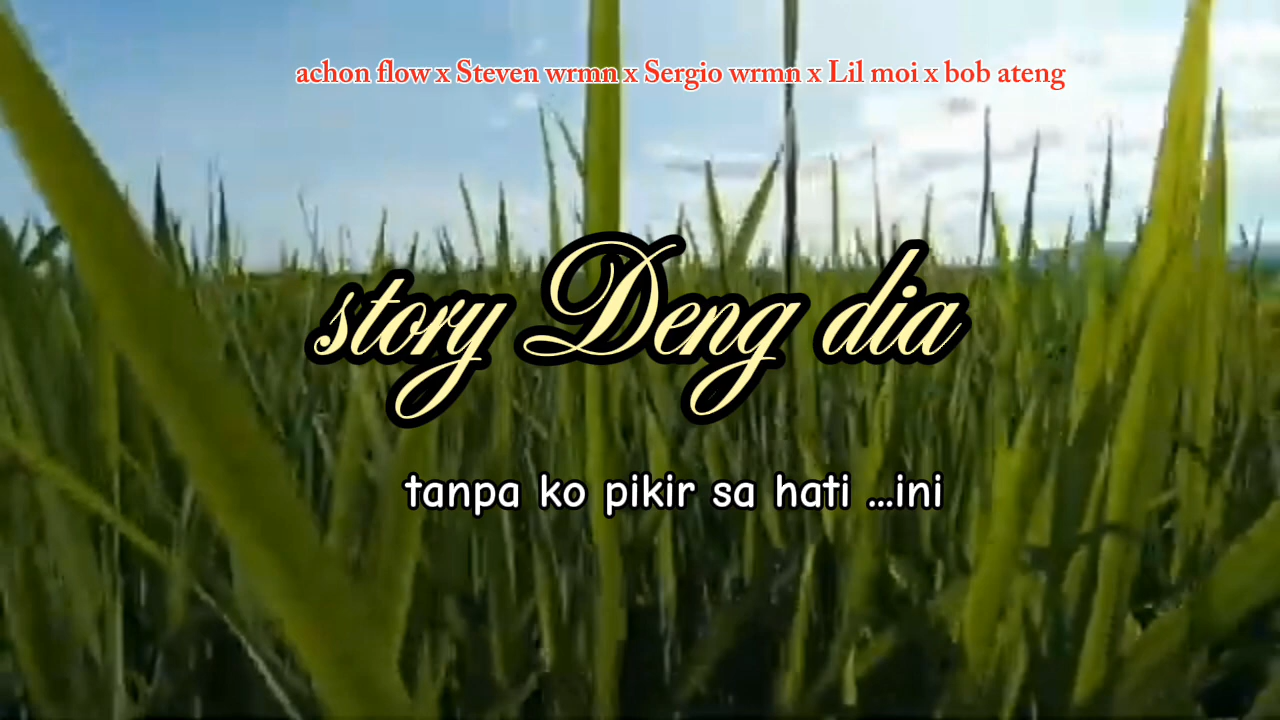 achon flow x Steven wrmn x Sergio wrmn x Lil moi x bob ateng
story Deng dia
tanpa ko pikir sa hati ...ini